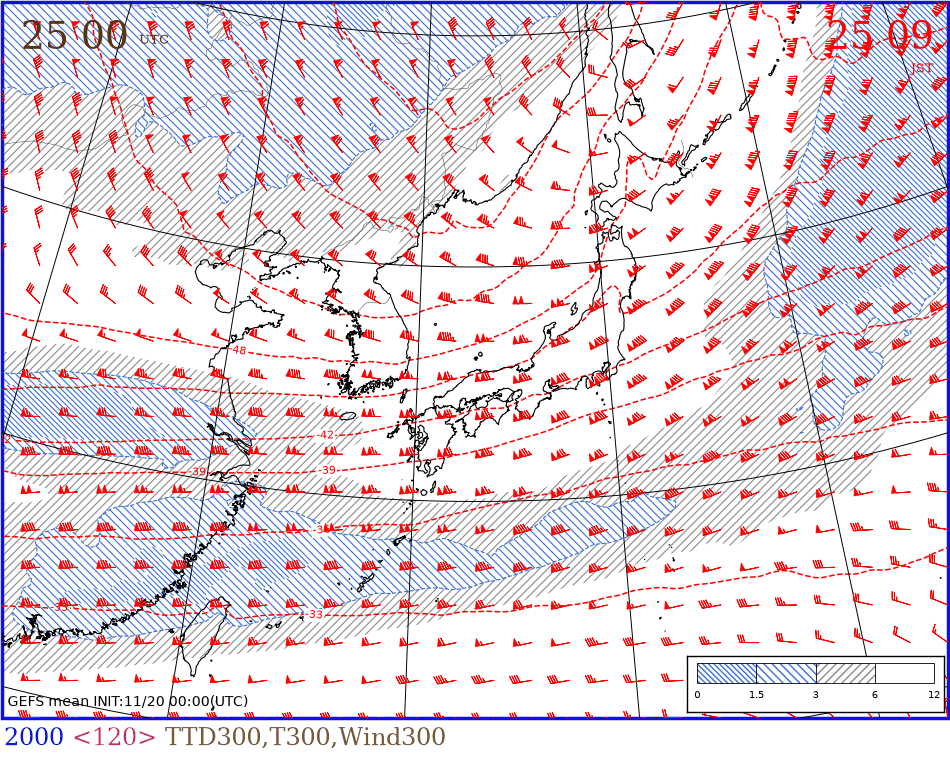 25 00 UTC
25 09 JST
-48
-42
-39
-39
-33
0 1.5 3 6 12
GEFS mean INIT:11/20 00:00(UTC)
2000 <120> TTD300,T300,Wind300